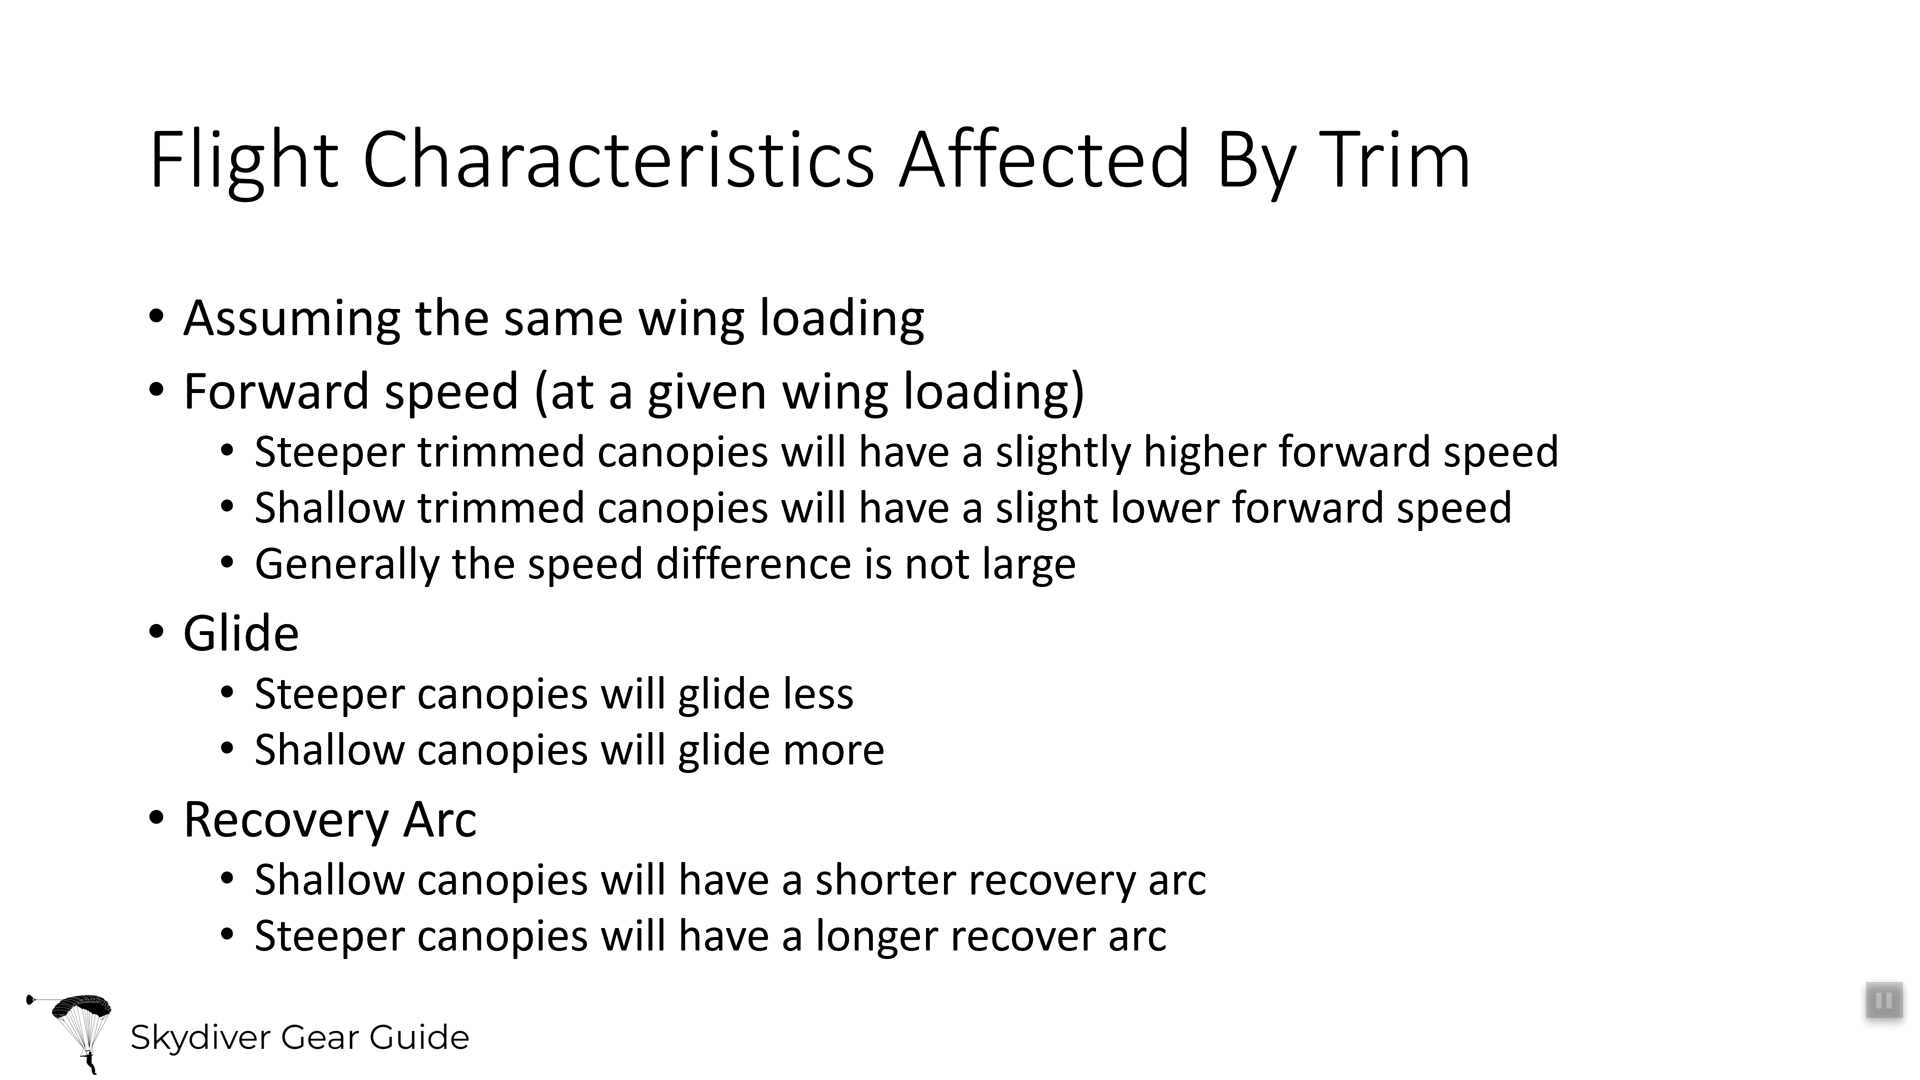 Flight Characteristics Affected By Trim
• Assuming the same wing loading
• Forward speed (at a given wing loading)
• Steeper trimmed canopies will have a slightly higher forward speed
• Shallow trimmed canopies will have a slight lower forward speed
• Generally the speed difference is not large
• Glide
• Steeper canopies will glide less
• Shallow canopies will glide more
• Recovery Arc
• Shallow canopies will have a shorter recovery arc
• Steeper canopies will have a longer recover arc
Skydiver Gear Guide